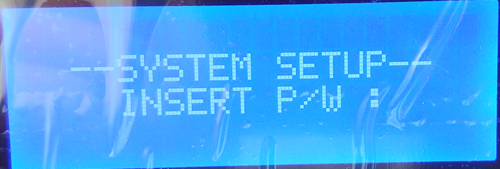 --SYSTEM SETUP--
INSERT P/W :